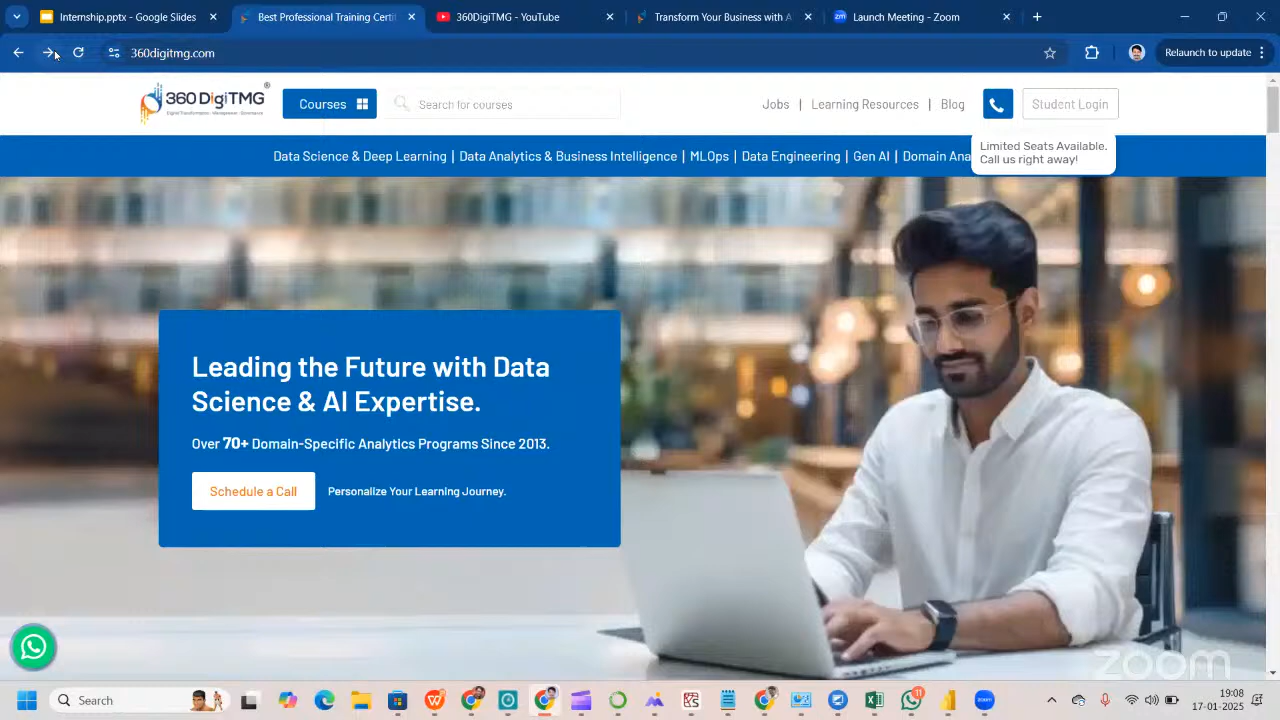 Internship.pptx - Google Slides
Best Professional Training Certi
360DigiTMG - YouTube
Transform Your Business with A
zm Launch Meeting - Zoom
360digitmg.com
Relaunch to update
360 DigiTMG ®
Courses
Search for courses
Jobs | Learning Resources | Blog
Student Login
Data Science & Deep Learning | Data Analytics & Business Intelligence | MLOps | Data Engineering | Gen AI | Domain Ana
Limited Seats Available.
Call us right away!
Leading the Future with Data
Science & AI Expertise.
Over 70+ Domain-Specific Analytics Programs Since 2013.
Schedule a Call
Personalize Your Learning Journey.
zoom
Search
11
zoom
19:08
17-01-2025